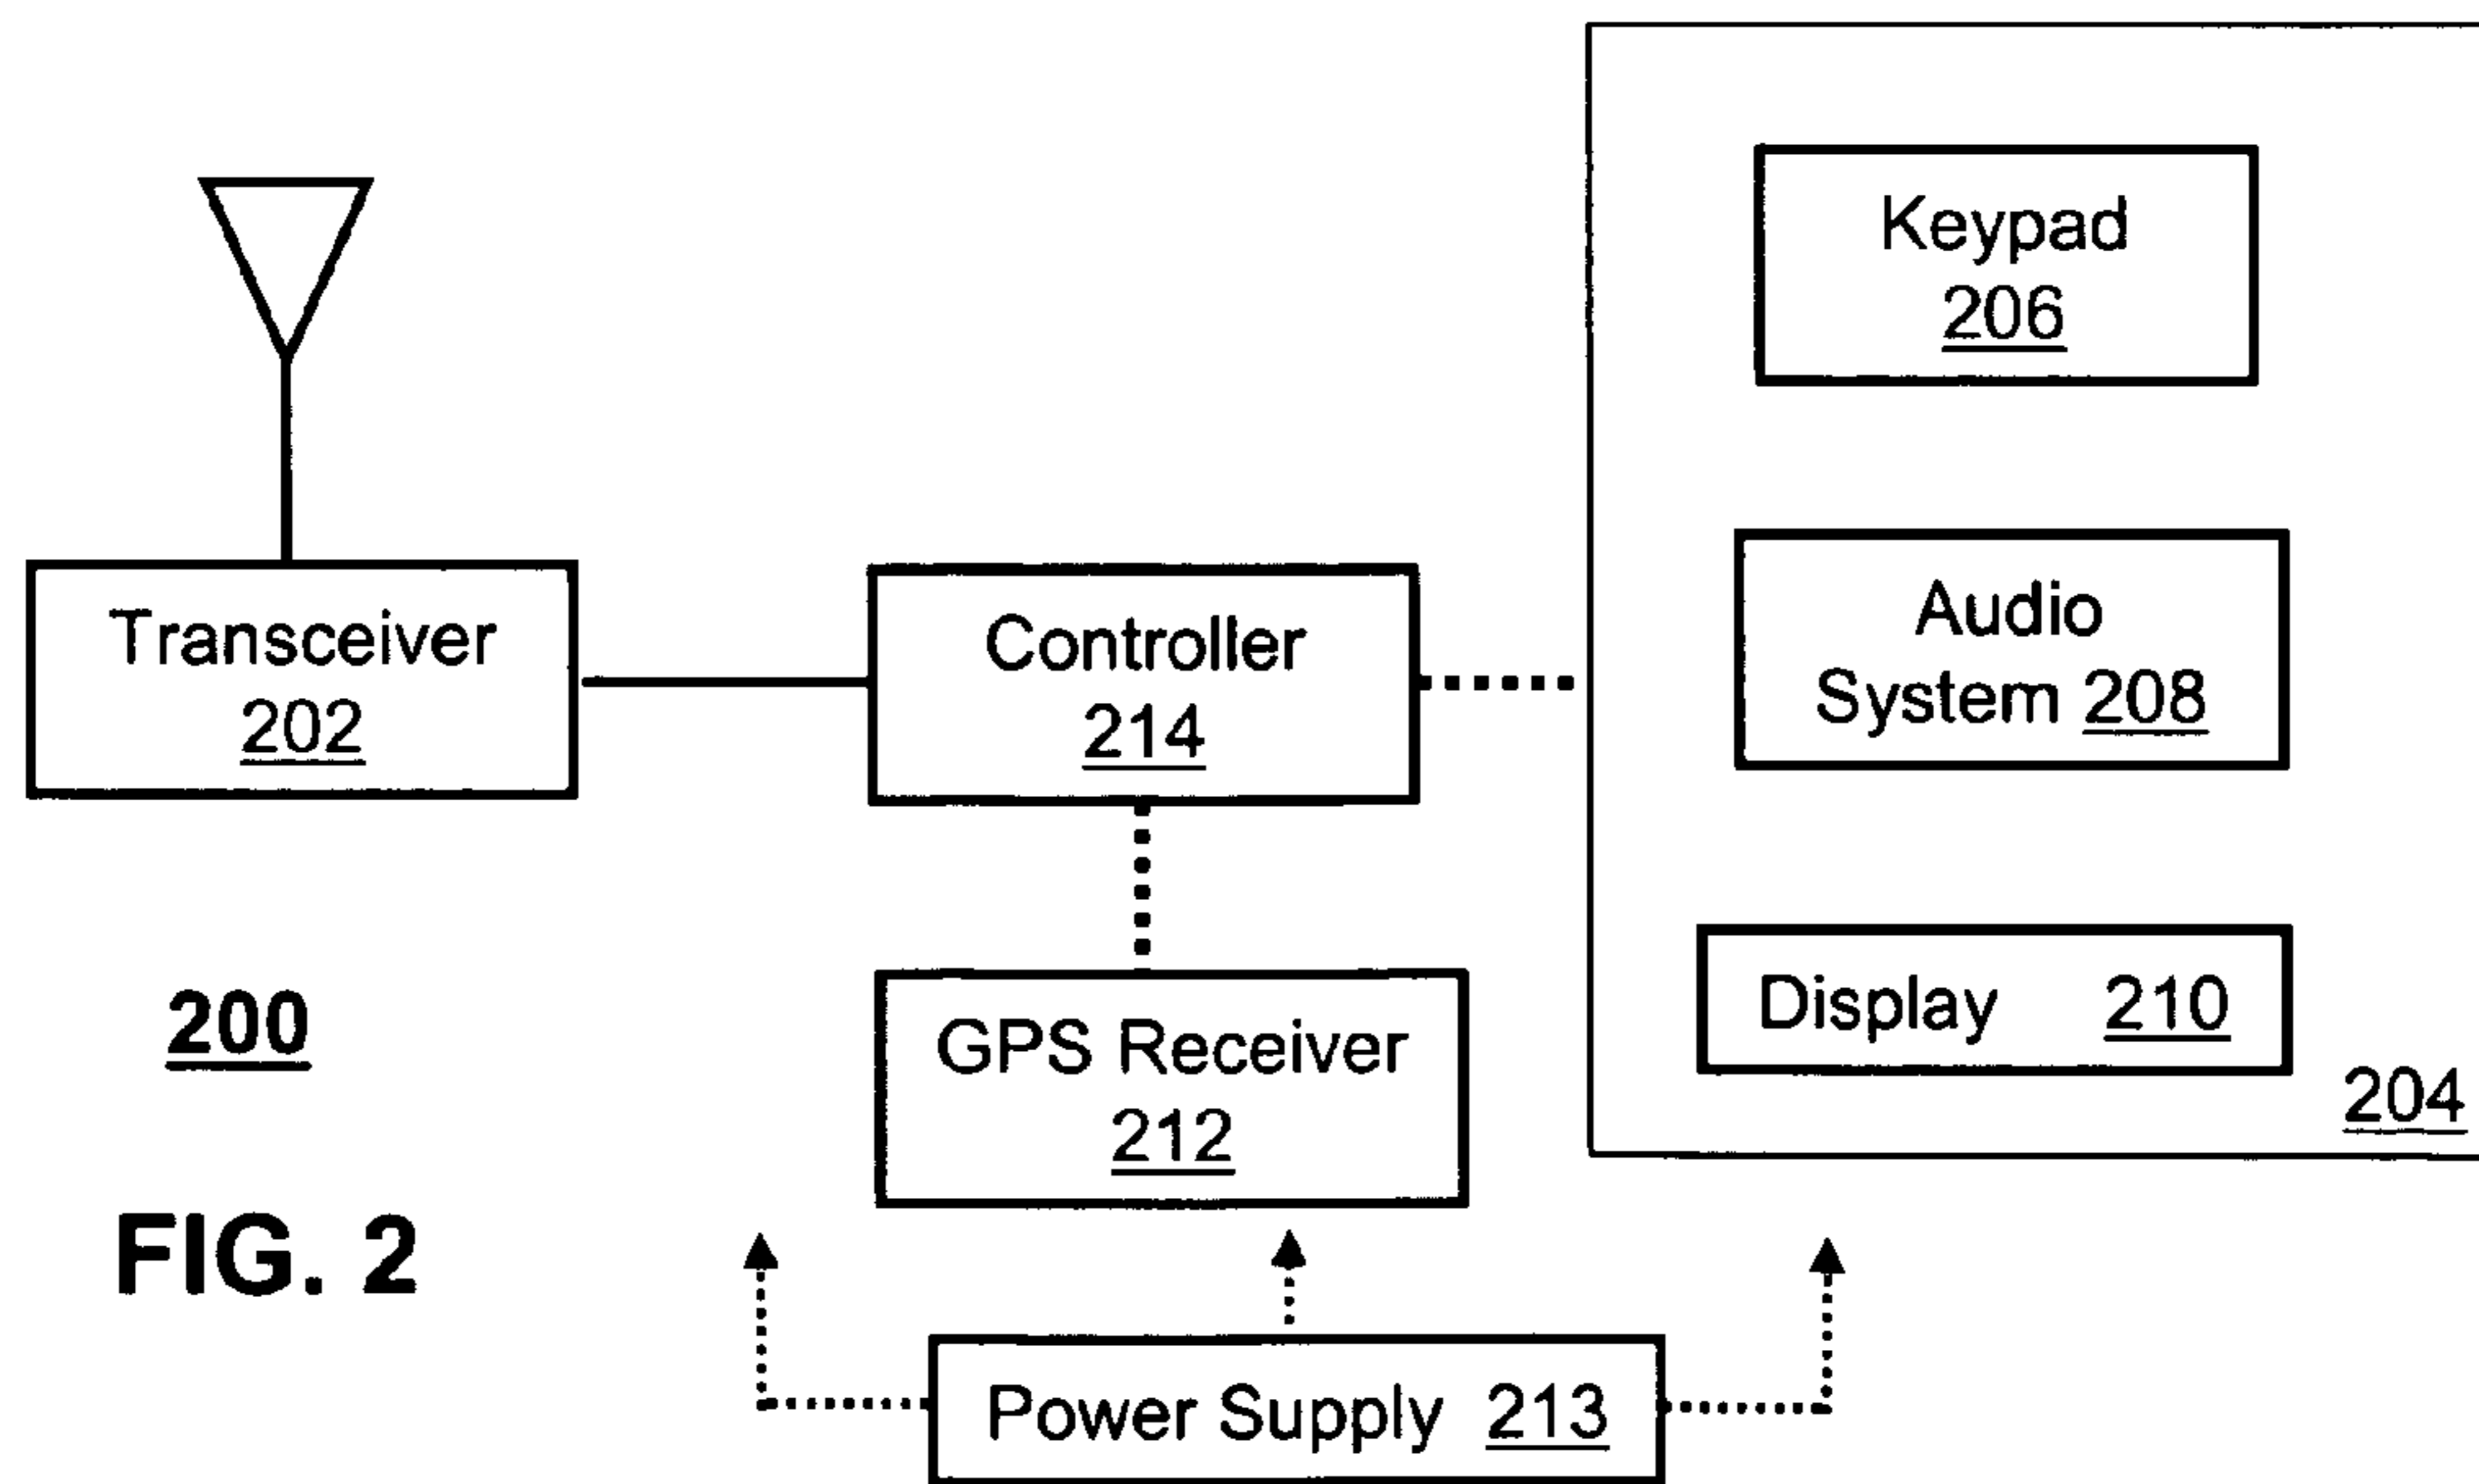 Keypad
206
Transceiver
202
Controller
214
Audio
System 208
200
GPS Receiver
212
Display 210
204
FIG. 2
Power Supply 213